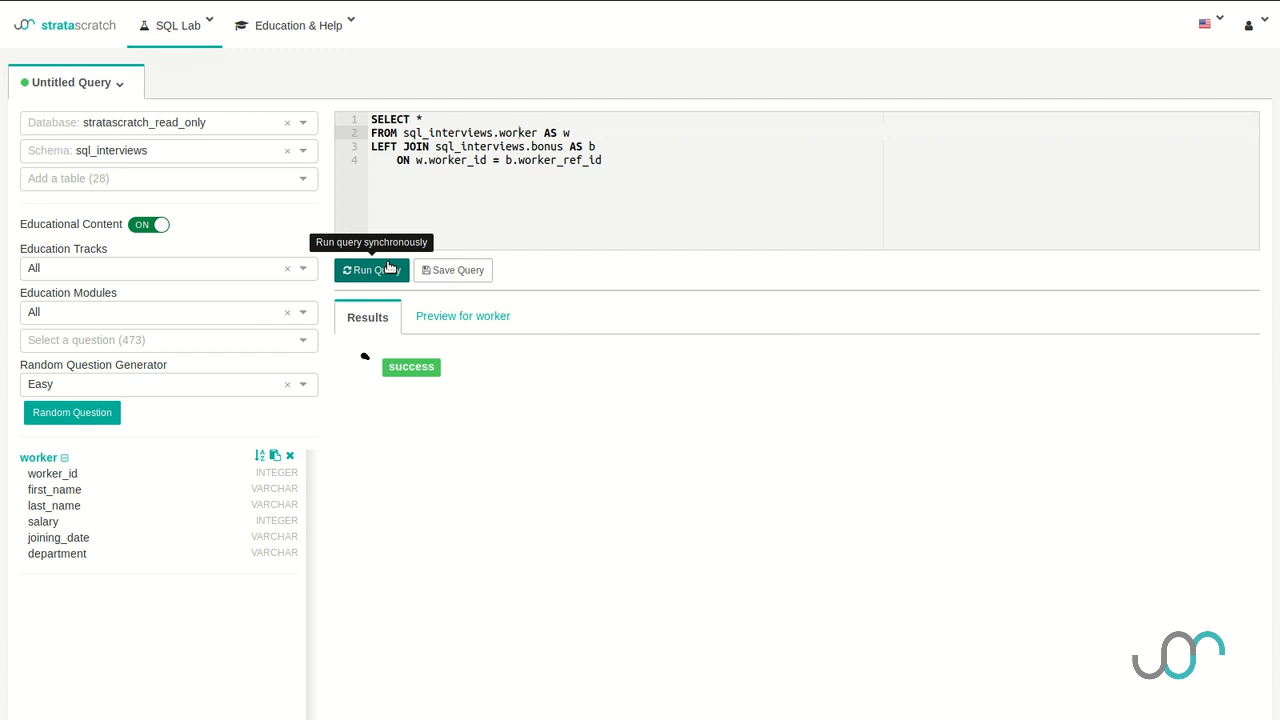 stratascratch
SQL Lab
Education & Help
Untitled Query
Database: stratascratch_read_only
Schema: sql_interviews
Add a table (28)
Educational Content ON
Education Tracks
All
Education Modules
All
Select a question (473)
Random Question Generator
Easy
Random Question
worker
worker_id INTEGER
first_name VARCHAR
last_name VARCHAR
salary INTEGER
joining_date VARCHAR
department VARCHAR
1 SELECT *
2 FROM sql_interviews.worker AS w
3 LEFT JOIN sql_interviews.bonus AS b
4 ON w.worker_id = b.worker_ref_id
Run query synchronously
Run Query
Save Query
Results
Preview for worker
success